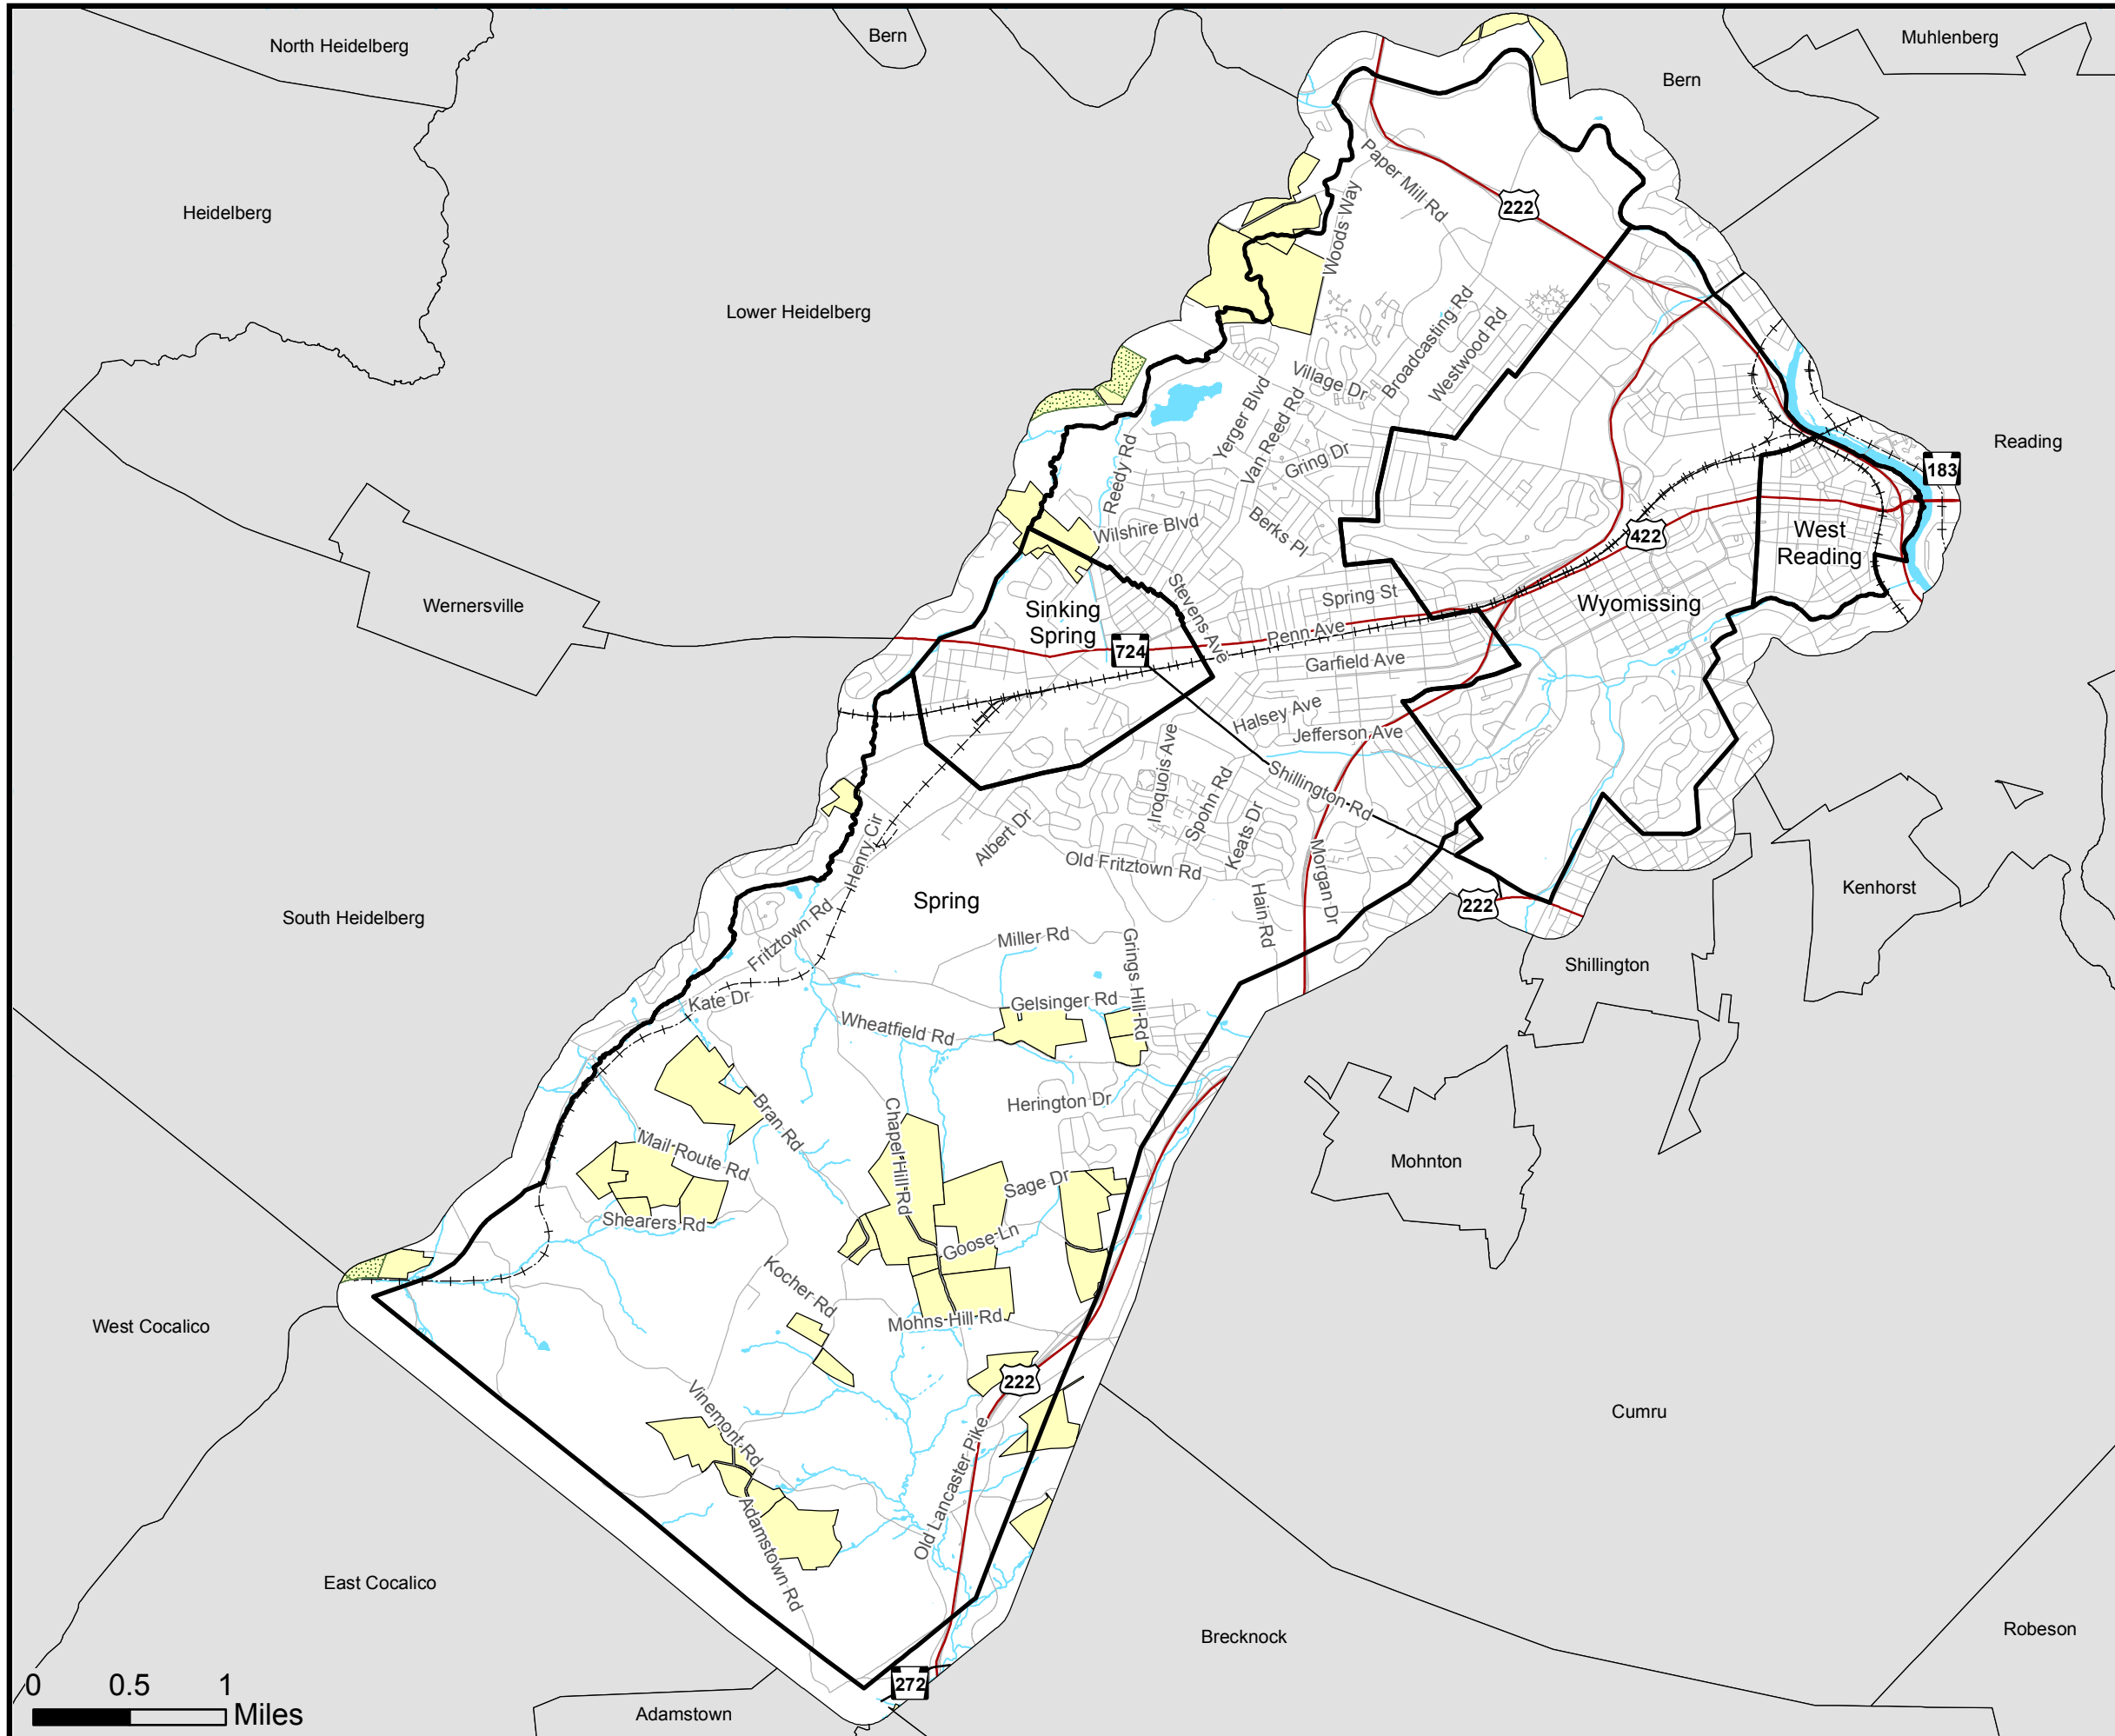 North Heidelberg
Bern
Muhlenberg
Bern
Heidelberg
Paper Mill Rd
222
Woods Way
Lower Heidelberg
Broadcasting Rd
Westwood Rd
Village Dr
Yerger Blvd
Van Reed Rd
Gring Dr
Reading
183
Reedy Rd
Wilshire Blvd
Berks Pl
422
West
Reading
Wernersville
Sinking
Spring
Stevens Ave
Spring St
Wyomissing
724
Penn Ave
Garfield Ave
Halsey Ave
Jefferson Ave
Iroquois Ave
Spohn Rd
Shillington Rd
Keats Dr
Albert Dr
Henry Cir
Old Fritztown Rd
Morgan Dr
Kenhorst
Spring
Hain Rd
222
South Heidelberg
Fritztown Rd
Miller Rd
Grings Hill Rd
Shillington
Kate Dr
Gelsinger Rd
Wheatfield Rd
Bran Rd
Herington Dr
Chapel Hill Rd
Mail Route Rd
Mohnton
Sage Dr
Shearers Rd
Goose Ln
Kocher Rd
West Cocalico
Mohns Hill Rd
222
Vinemont Rd
Cumru
Old Lancaster Pike
Adamstown Rd
East Cocalico
Brecknock
Robeson
272
Adamstown
0 0.5 1
Miles